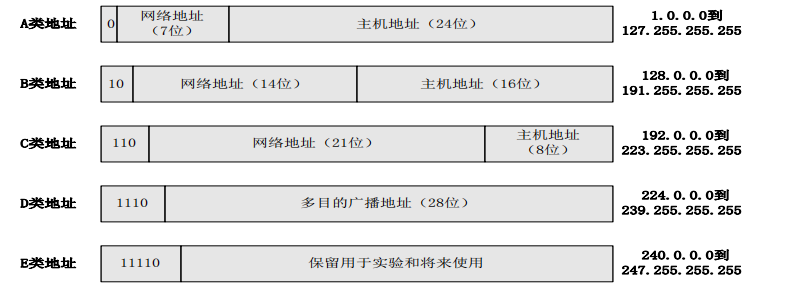 A类地址
0
网络地址
（7位）
主机地址（24位）
1.0.0.0到
127.255.255.255
B类地址
10
网络地址（14位）
主机地址（16位）
128.0.0.0到
191.255.255.255
C类地址
110
网络地址（21位）
主机地址
（8位）
192.0.0.0到
223.255.255.255
D类地址
1110
多目的广播地址（28位）
224.0.0.0到
239.255.255.255
E类地址
11110
保留用于实验和将来使用
240.0.0.0到
247.255.255.255